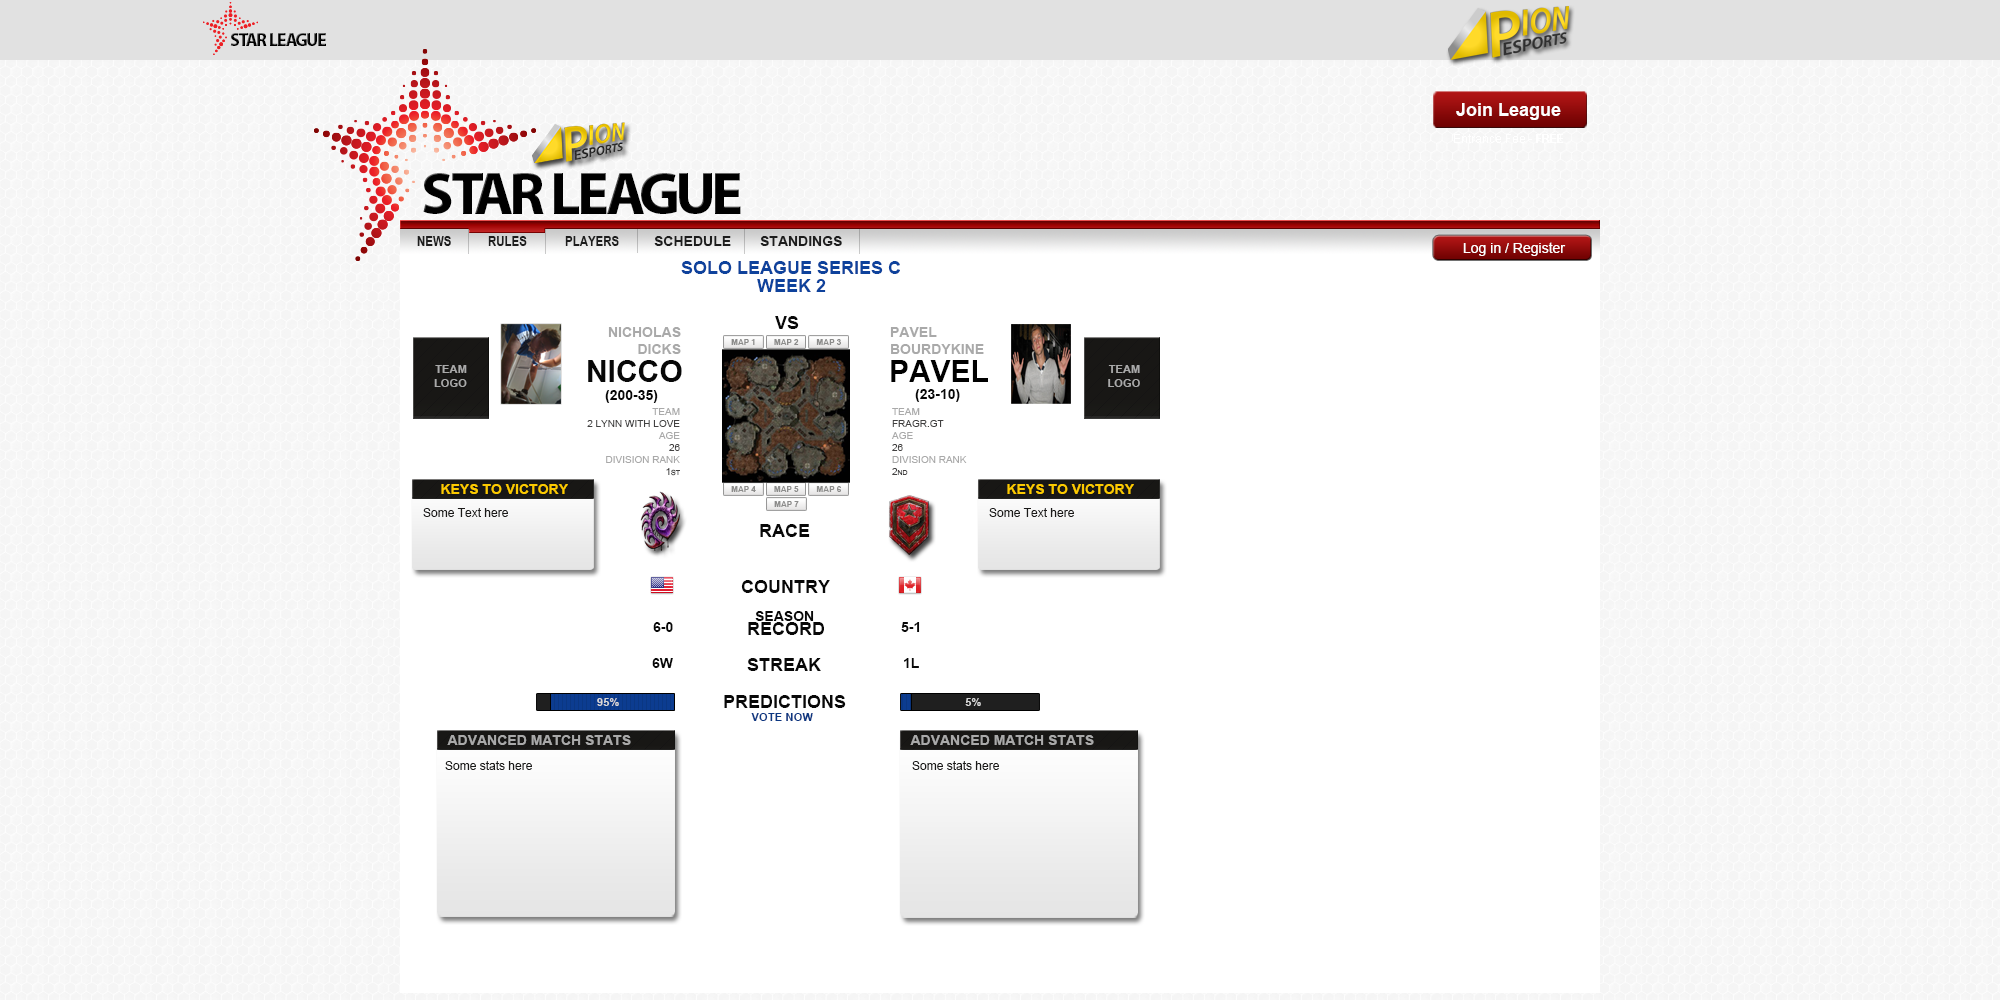 STAR LEAGUE
APION
ESPORTS
Join League
APION
ESPORTS
STAR LEAGUE
NEWS
RULES
PLAYERS
SCHEDULE
STANDINGS
Log in / Register
SOLO LEAGUE SERIES C
WEEK 2
VS
TEAM
LOGO
NICHOLAS
DICKS
NICCO
(200-35)
TEAM
2 LYNN WITH LOVE
AGE
26
DIVISION RANK
1ST
MAP 1
MAP 2
MAP 3
MAP 4
MAP 5
MAP 6
MAP 7
PAVEL
BOURDYKINE
PAVEL
(23-10)
TEAM
FRAGR.GT
AGE
26
DIVISION RANK
2ND
TEAM
LOGO
KEYS TO VICTORY
Some Text here
KEYS TO VICTORY
Some Text here
RACE
COUNTRY
6-0
SEASON
RECORD
5-1
6W
STREAK
1L
95%
PREDICTIONS
VOTE NOW
5%
ADVANCED MATCH STATS
Some stats here
ADVANCED MATCH STATS
Some stats here